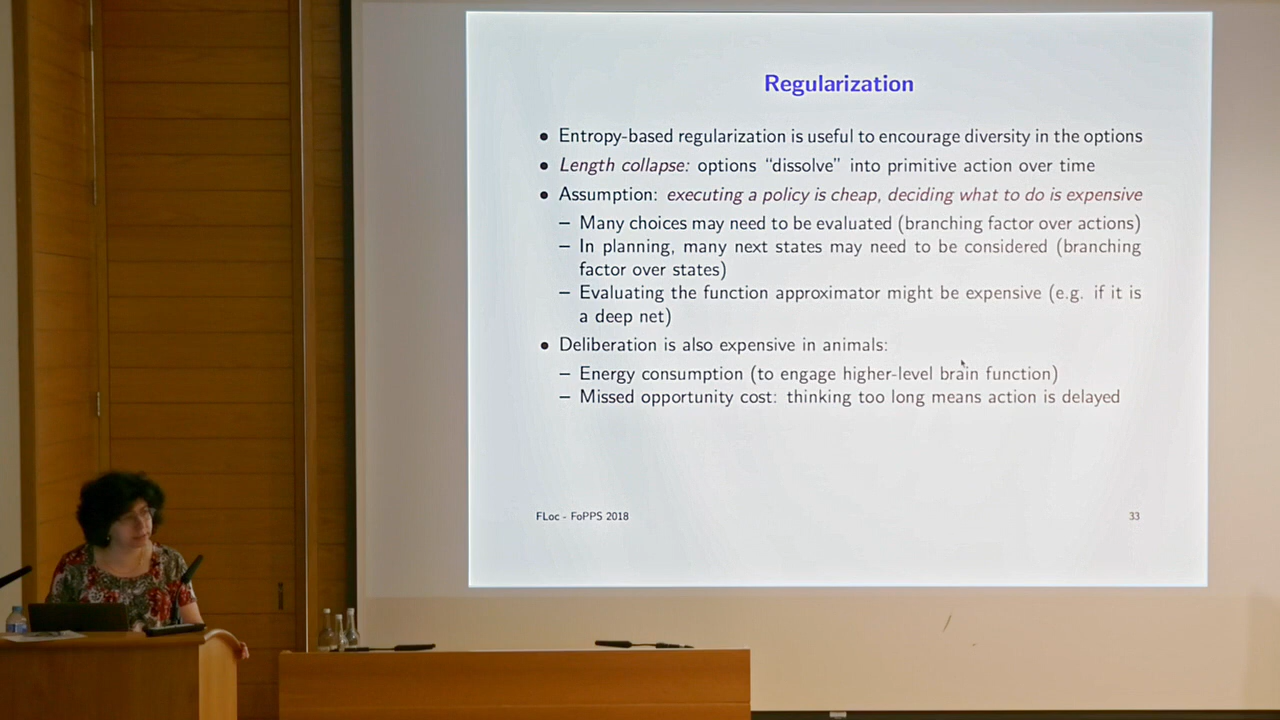 Regularization
• Entropy-based regularization is useful to encourage diversity in the options
• Length collapse: options “dissolve” into primitive action over time
• Assumption: executing a policy is cheap, deciding what to do is expensive
– Many choices may need to be evaluated (branching factor over actions)
– In planning, many next states may need to be considered (branching
factor over states)
– Evaluating the function approximator might be expensive (e.g. if it is
a deep net)
• Deliberation is also expensive in animals:
– Energy consumption (to engage higher-level brain function)
– Missed opportunity cost: thinking too long means action is delayed
FLoc - FoPPS 2018
33